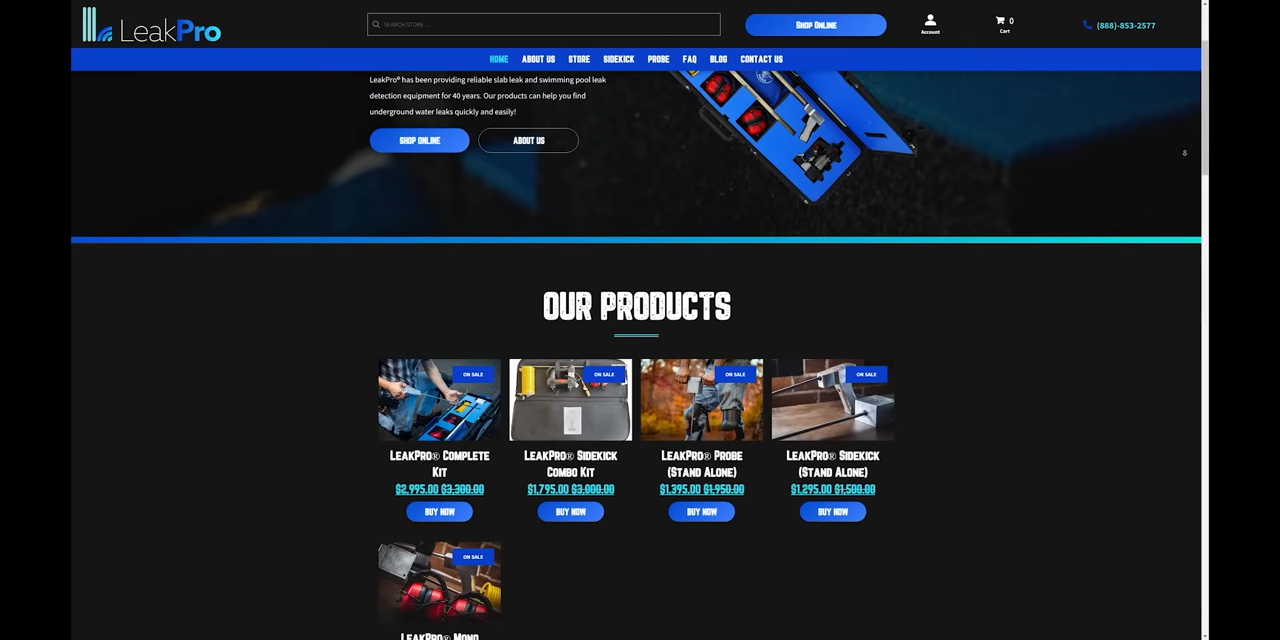 LeakPro
SEARCH STORE...
SHOP ONLINE
Account
0
Cart
(888)-853-2577
HOME ABOUT US STORE SIDEKICK PROBE FAQ BLOG CONTACT US
LeakPro® has been providing reliable slab leak and swimming pool leak
detection equipment for 40 years. Our products can help you find
underground water leaks quickly and easily!
SHOP ONLINE ABOUT US
OUR PRODUCTS
ON SALE
LEAKPRO® COMPLETE
KIT
$2,995.00 $3,300.00
BUY NOW
ON SALE
LEAKPRO® SIDEKICK
COMBO KIT
$1,795.00 $3,000.00
BUY NOW
ON SALE
LEAKPRO® PROBE
(STAND ALONE)
$1,395.00 $1,950.00
BUY NOW
ON SALE
LEAKPRO® SIDEKICK
(STAND ALONE)
$1,295.00 $1,500.00
BUY NOW
ON SALE
LEAKPRO® MONO